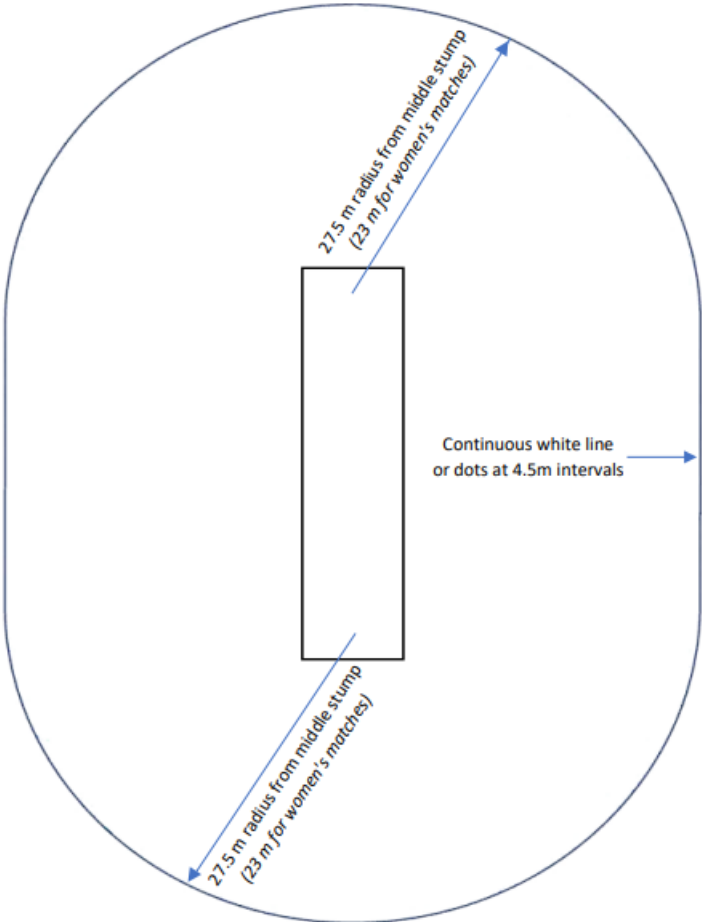 27.5 m radius from middle stump
(23 m for women's matches)
Continuous white line
or dots at 4.5m intervals
27.5 m radius from middle stump
(23 m for women's matches)